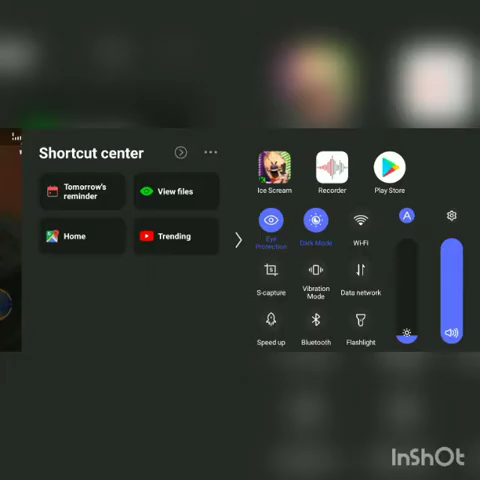 Shortcut center
Tomorrow's
reminder
View files
Home
Trending
Ice Scream
Recorder
Play Store
Eye
Protection
Dark Mode
Wi-Fi
A
S-capture
Vibration
Mode
Data network
Speed up
Bluetooth
Flashlight
InShOt